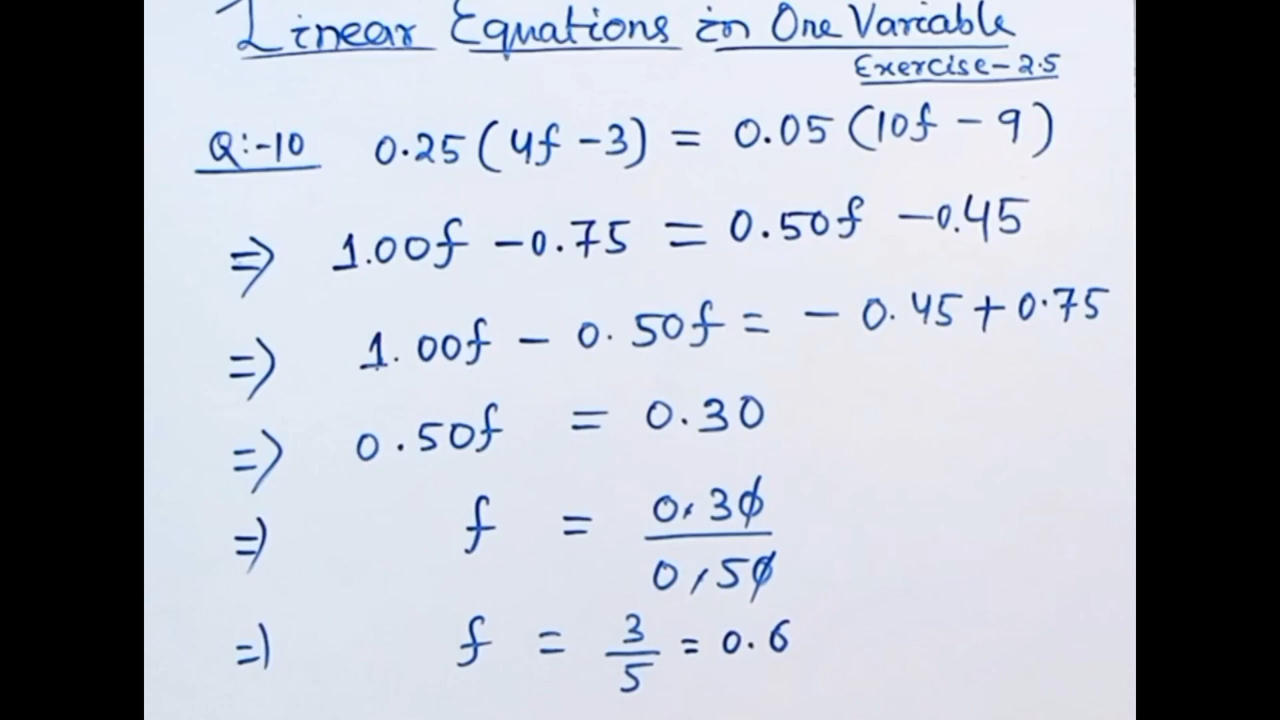 Linear Equations in One Variable
Exercise-2.5
Q:-10 0.25(4f-3) = 0.05(10f-9)
⇒ 1.00f -0.75 = 0.50f -0.45
⇒ 1.00f - 0.50f = - 0.45+0.75
⇒ 0.50f = 0.30
⇒ f = 0.30/0.50
⇒ f = 3/5 = 0.6